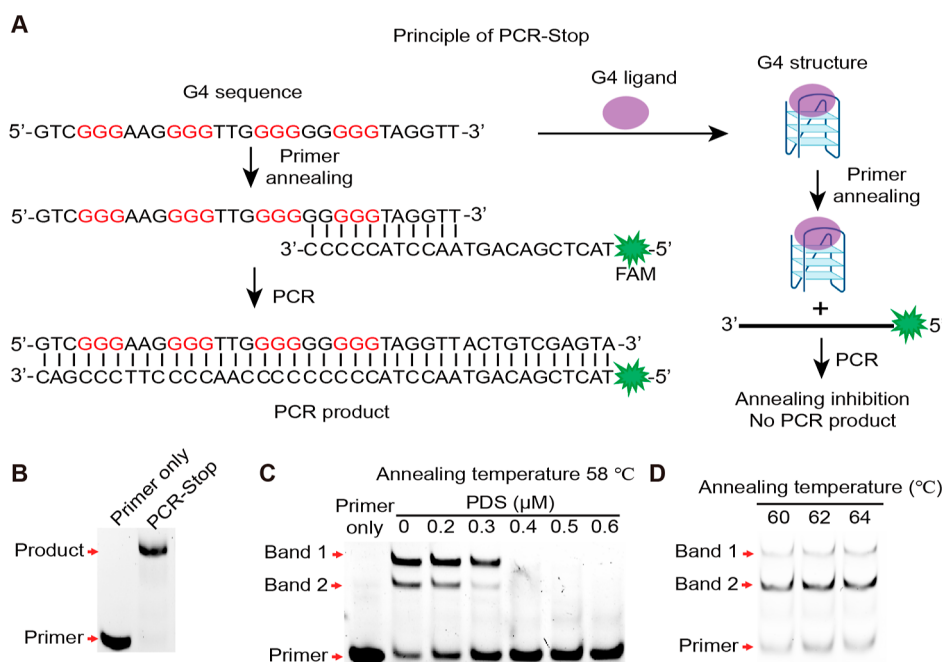 A
Principle of PCR-Stop
G4 sequence
G4 ligand
G4 structure
5'-GTCGGGAAGGGGTTGGGGGGGGGTAGGTT-3'
Primer
annealing
Primer
annealing
5'-GTCGGGAAGGGGTTGGGGGGGGGTAGGTT-3'
3'-CCCCCATCCAATGACAGCTCAT -5'
FAM
+
3' 5'
PCR
PCR
5'-GTCGGGAAGGGGTTGGGGGGGGGTAGGTTACTGTCGAGTA-3'
3'-CAGCCCTTCCCCAACCCCCCCCCATCCAATGACAGCTCAT -5'
PCR product
Annealing inhibition
No PCR product
B
Primer only
PCR-Stop
Product
Primer
C
Annealing temperature 58 °C
Primer
only
PDS (μM)
0 0.2 0.3 0.4 0.5 0.6
Band 1
Band 2
Primer
D
Annealing temperature (°C)
60 62 64
Band 1
Band 2
Primer